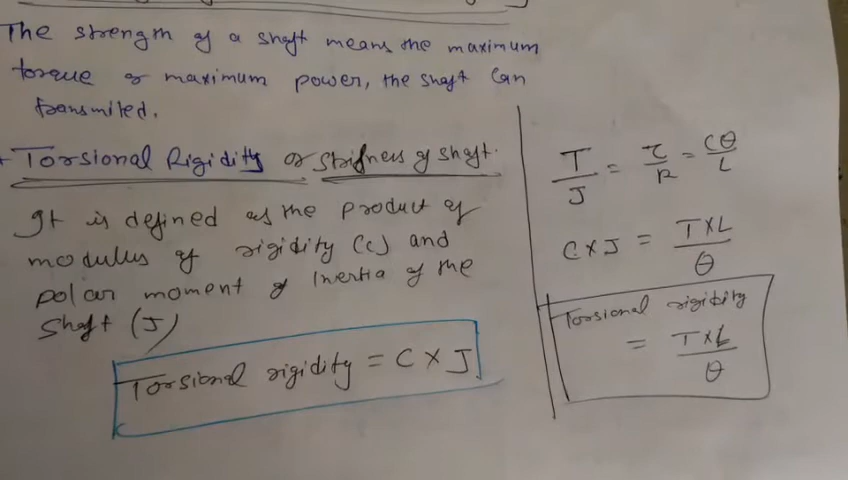 The strength of a shaft means the maximum
torque or maximum power, the shaft can
transmited.
Torsional Rigidity or stifness of shaft.
It is defined as the product of
modulus of rigidity (C) and
polar moment of Inertia of the
shaft (J)
Torsional rigidity = C × J
T/J = τ/R = Cθ/L
C × J = T×L/θ
Torsional rigidity
= T×L/θ